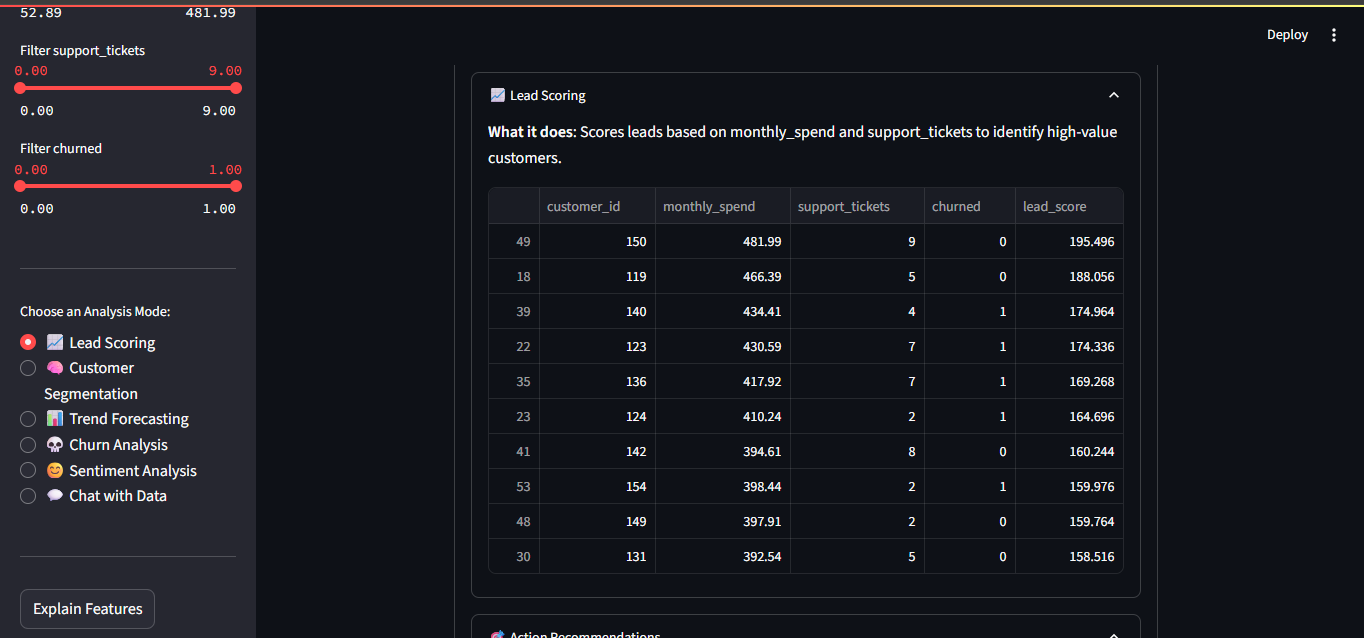 52.89 481.99
Filter support_tickets
0.00 9.00
0.00 9.00
Filter churned
0.00 1.00
0.00 1.00
Choose an Analysis Mode:
Lead Scoring
Customer
Segmentation
Trend Forecasting
Churn Analysis
Sentiment Analysis
Chat with Data
Explain Features
Deploy
Lead Scoring
What it does: Scores leads based on monthly_spend and support_tickets to identify high-value
customers.
customer_id monthly_spend support_tickets churned lead_score
49 150 481.99 9 0 195.496
18 119 466.39 5 0 188.056
39 140 434.41 4 1 174.964
22 123 430.59 7 1 174.336
35 136 417.92 7 1 169.268
23 124 410.24 2 1 164.696
41 142 394.61 8 0 160.244
53 154 398.44 2 1 159.976
48 149 397.91 2 0 159.764
30 131 392.54 5 0 158.516
Action Recommendations